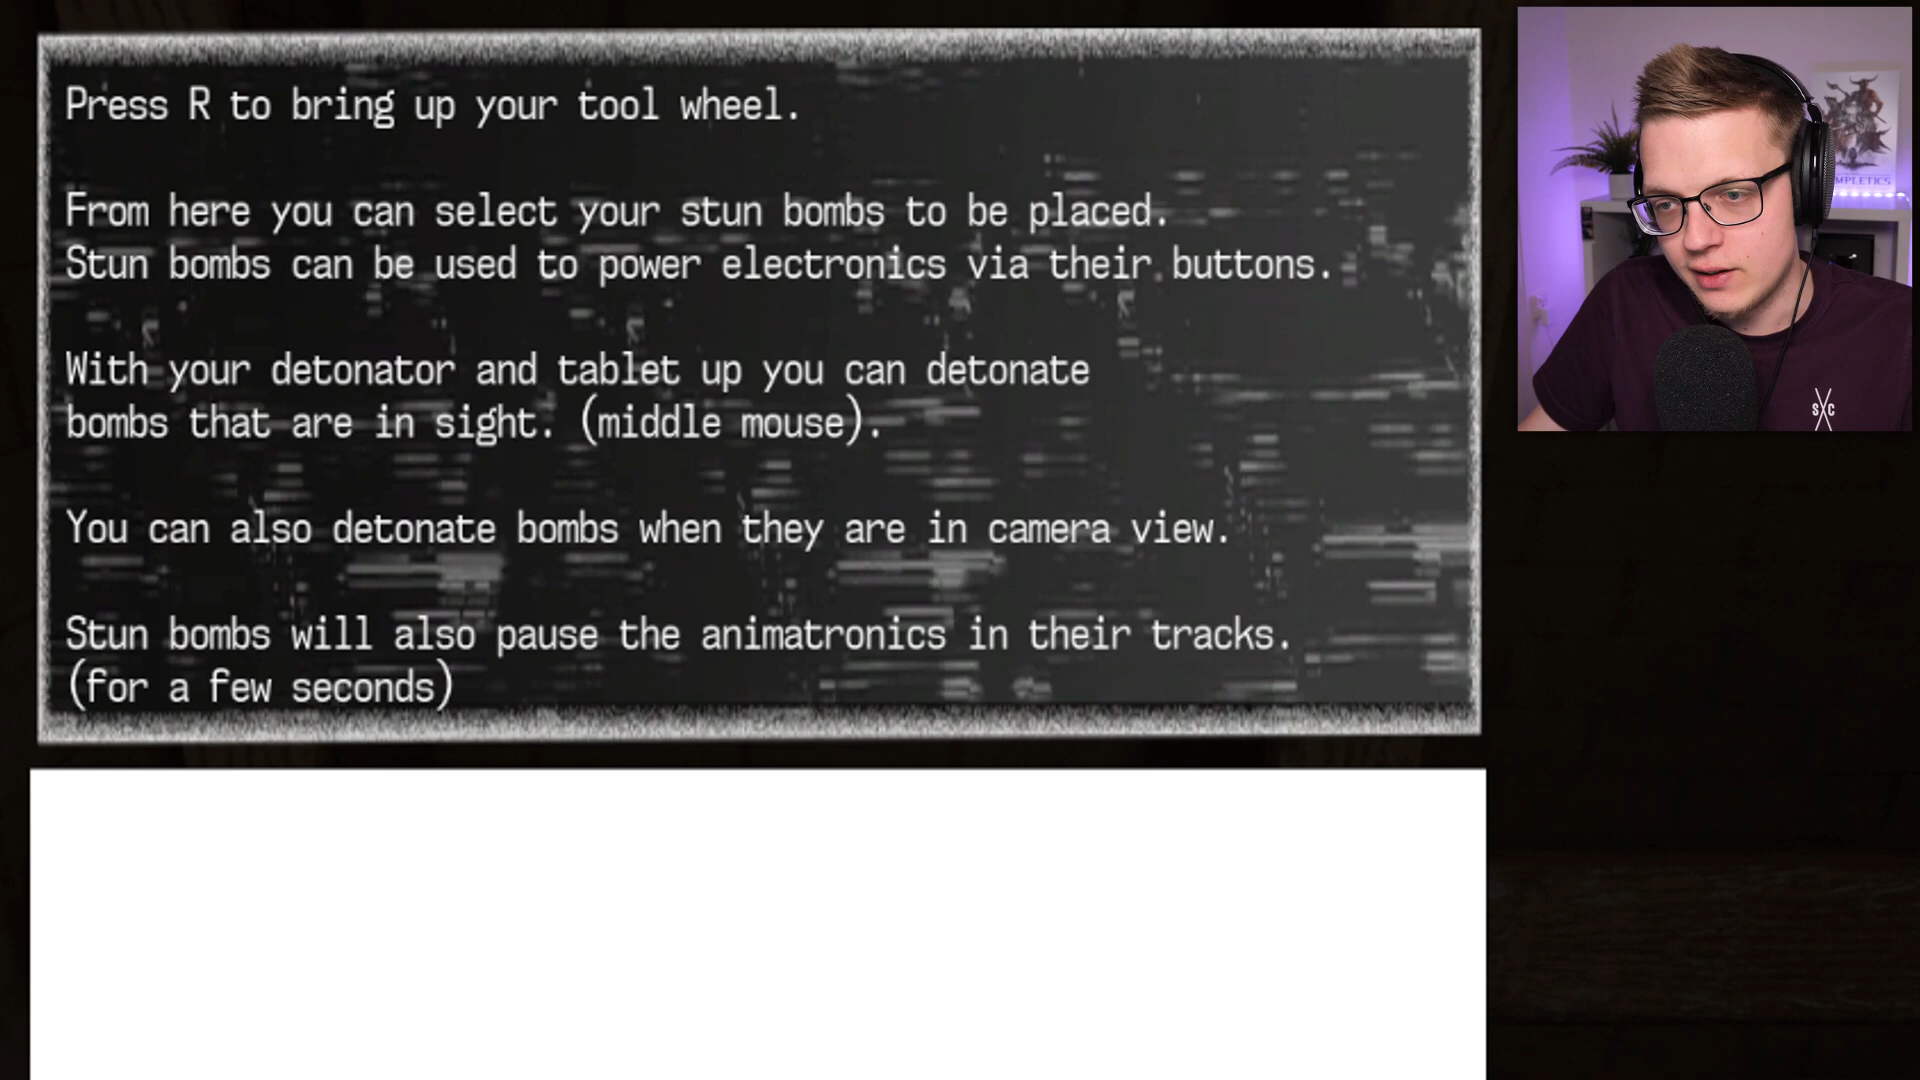 Press R to bring up your tool wheel.
From here you can select your stun bombs to be placed.
Stun bombs can be used to power electronics via their buttons.
With your detonator and tablet up you can detonate
bombs that are in sight. (middle mouse).
You can also detonate bombs when they are in camera view.
Stun bombs will also pause the animatronics in their tracks.
(for a few seconds)
MPLETICS
S C